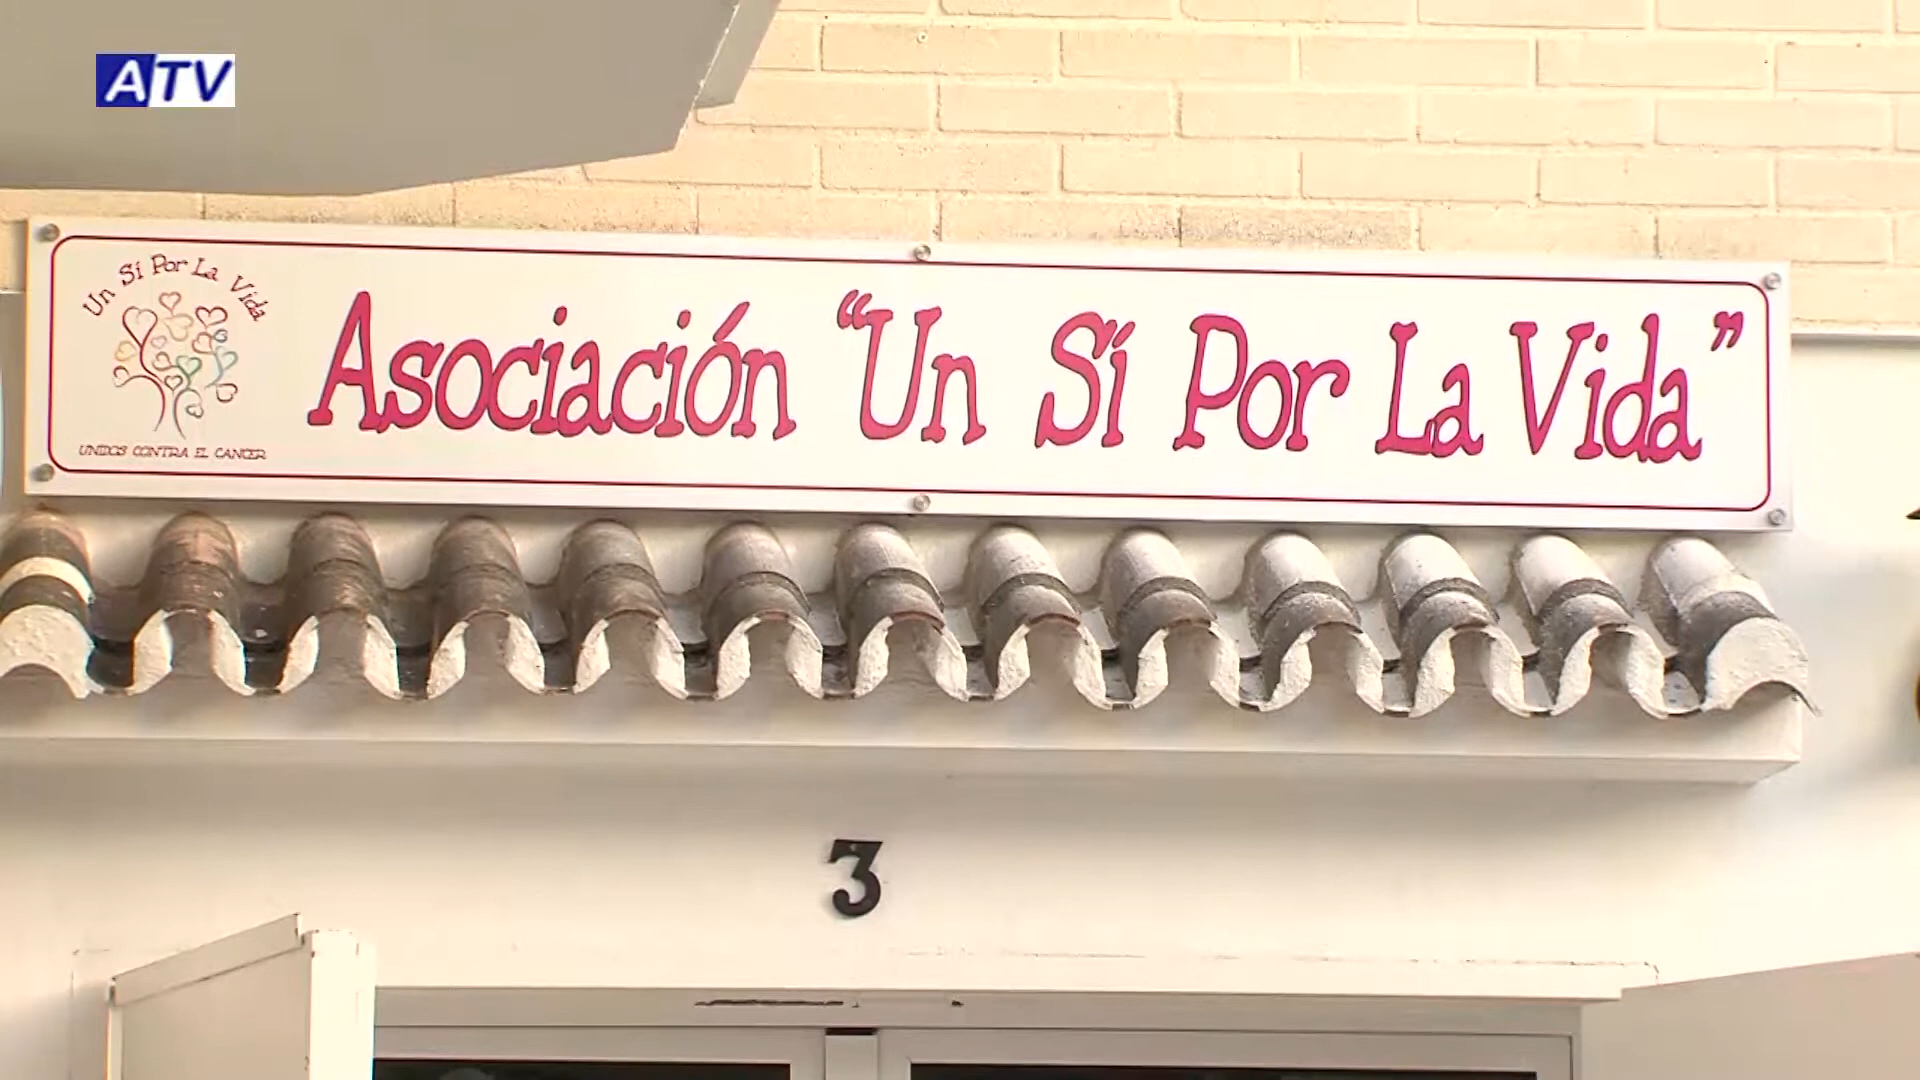 ATV
Un Sí Por La Vida
Asociación “Un Sí Por La Vida”
UNIDOS CONTRA EL CANCER
3